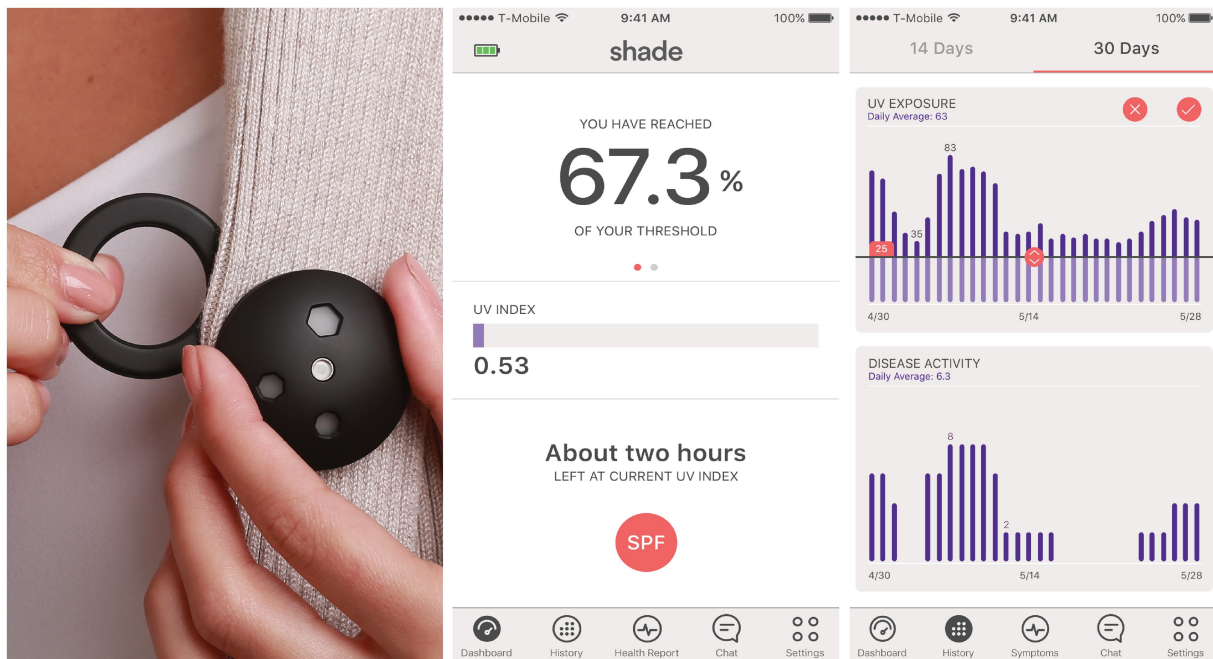 ●●●●● T-Mobile 9:41 AM 100%
shade
YOU HAVE REACHED
67.3 %
OF YOUR THRESHOLD
UV INDEX
0.53
About two hours
LEFT AT CURRENT UV INDEX
SPF
Dashboard History Health Report Chat Settings
●●●●● T-Mobile 9:41 AM 100%
14 Days 30 Days
UV EXPOSURE
Daily Average: 63
83
35
25
4/30 5/14 5/28
DISEASE ACTIVITY
Daily Average: 6.3
8
2
4/30 5/14 5/28
Dashboard History Symptoms Chat Settings